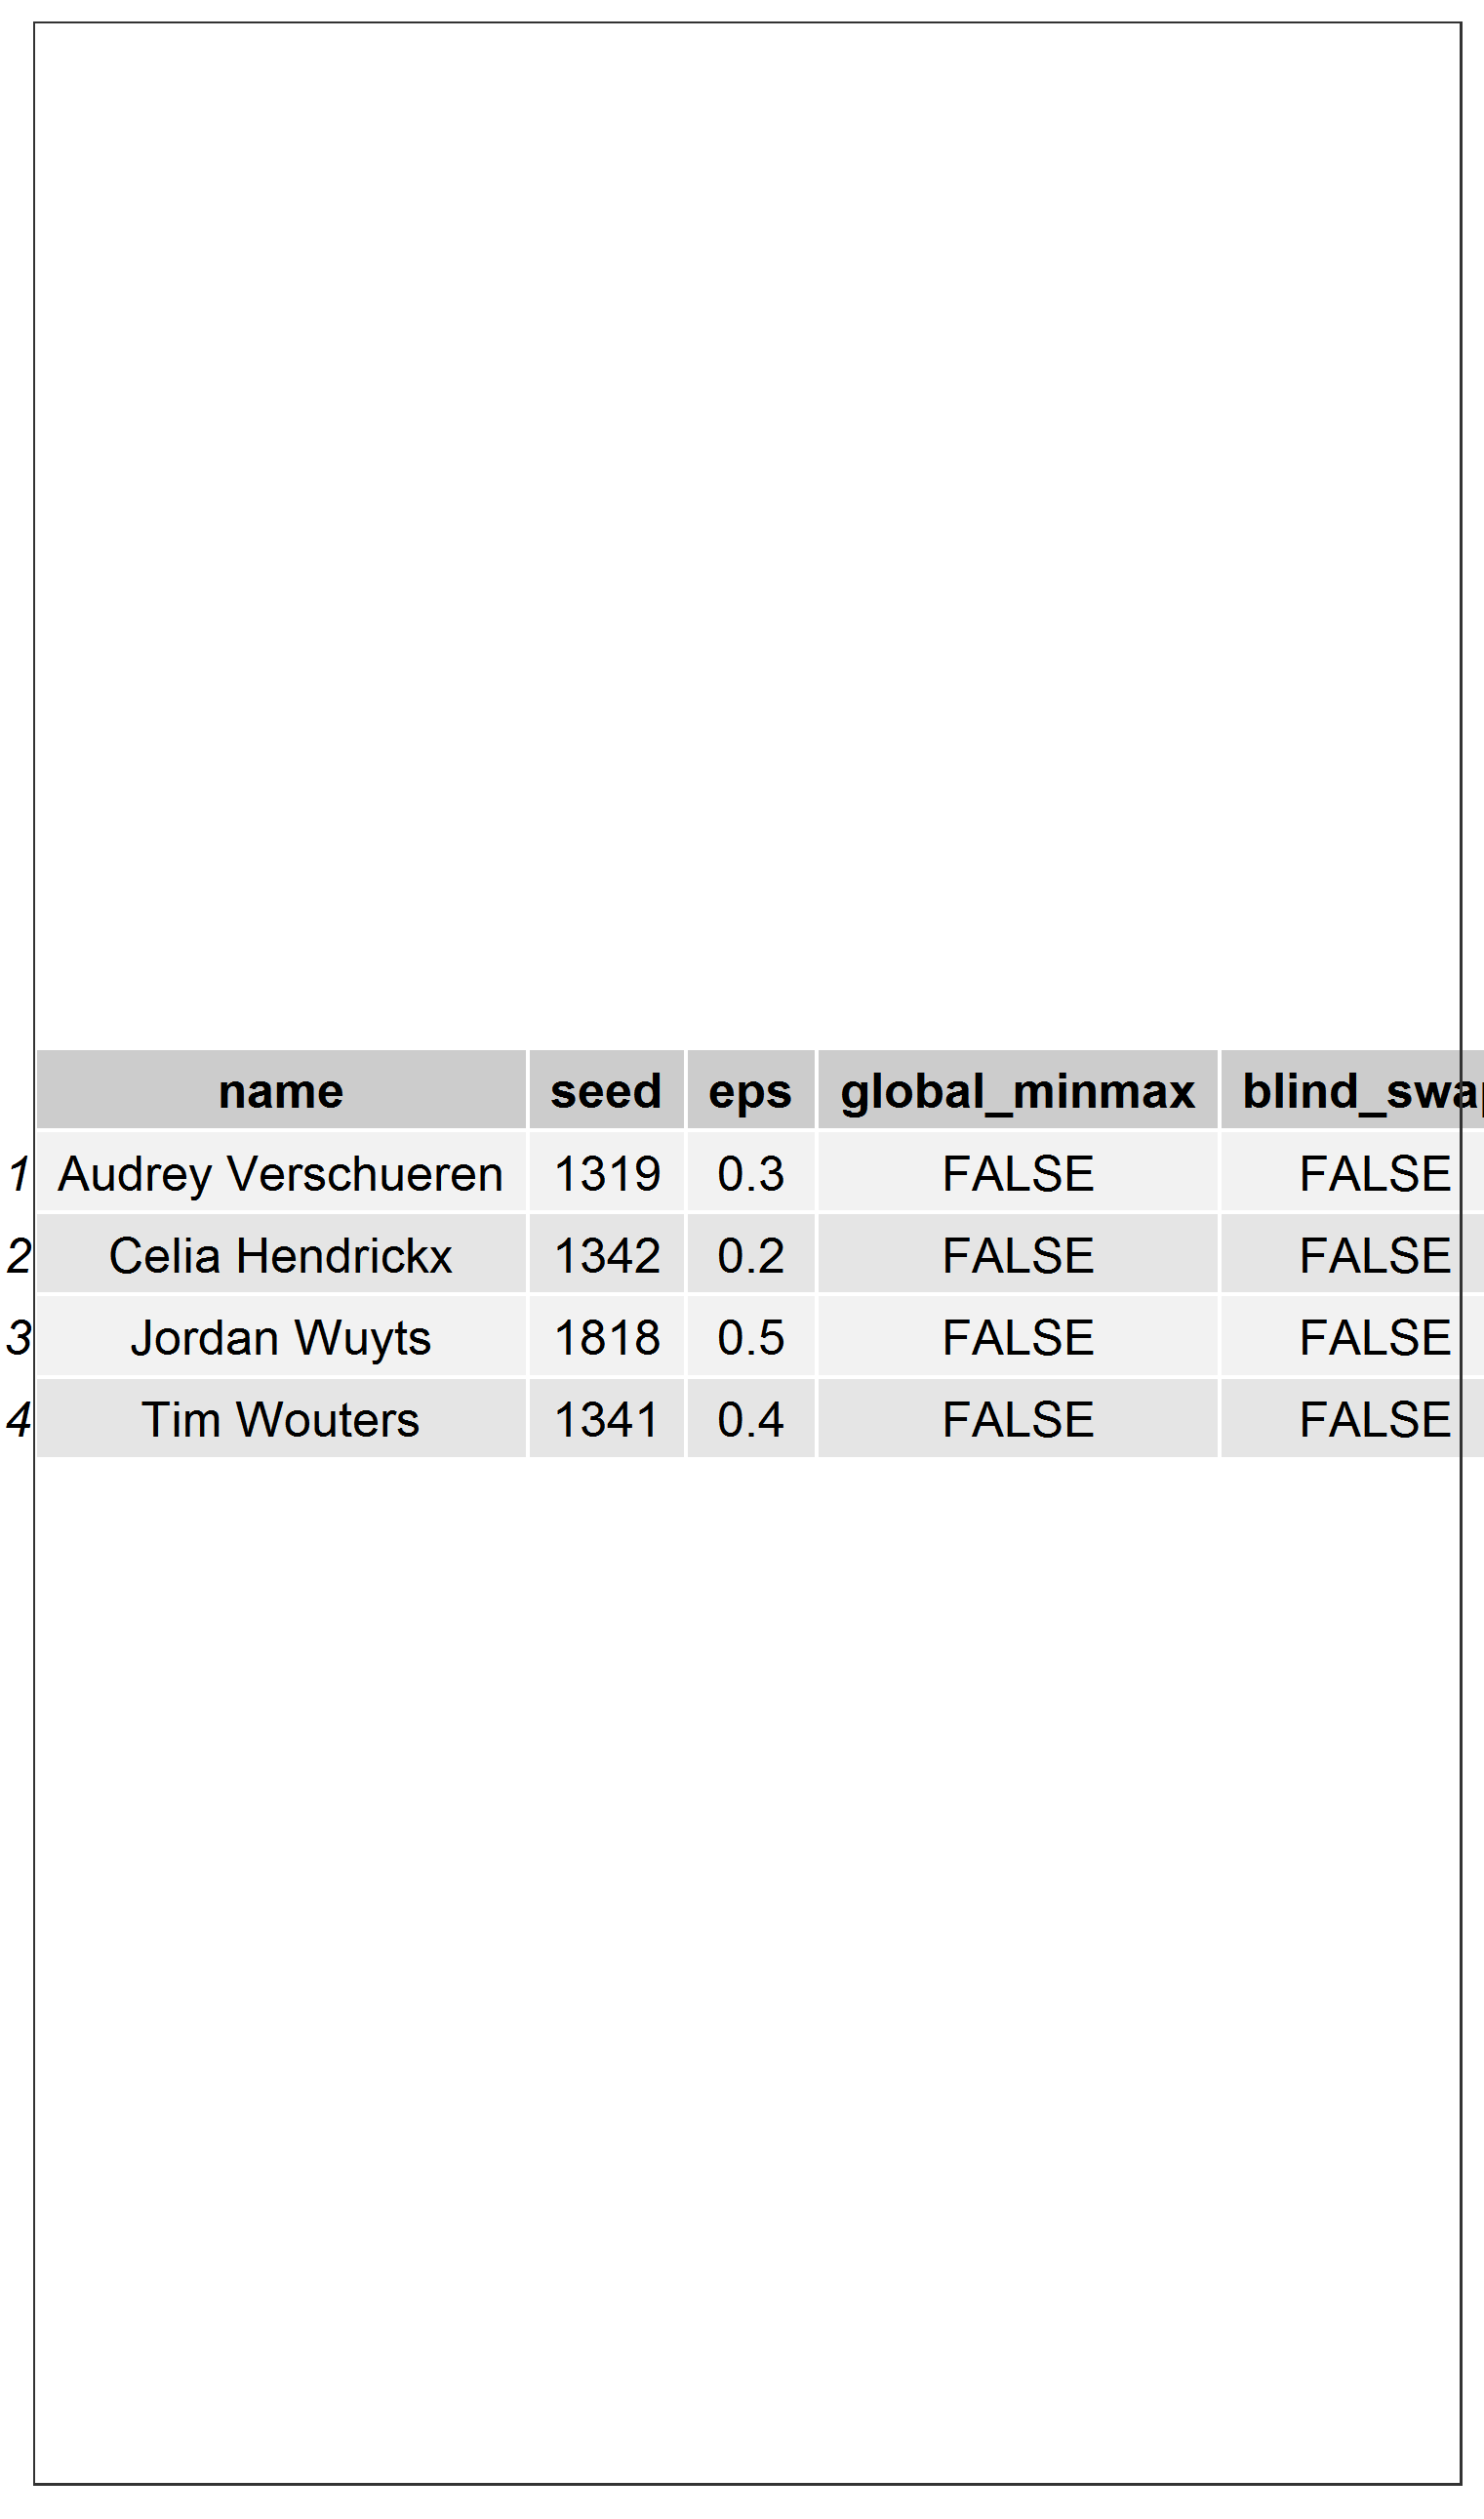 name seed eps global_minmax
1 Audrey Verschueren 1319 0.3 FALSE FALSE
2 Celia Hendrickx 1342 0.2 FALSE FALSE
3 Jordan Wuyts 1818 0.5 FALSE FALSE
4 Tim Wouters 1341 0.4 FALSE FALSE